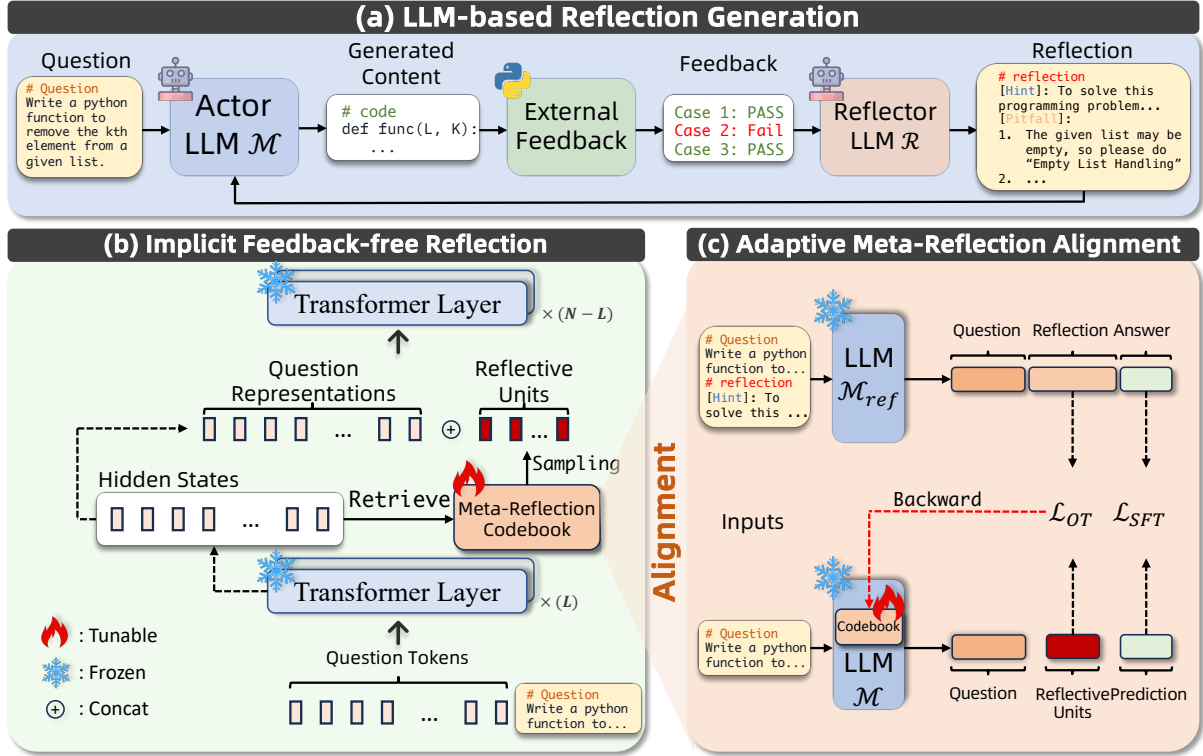 (a) LLM-based Reflection Generation
Question
# Question
Write a python
function to
remove the kth
element from a
given list.
Actor
LLM ℳ
Generated
Content
# code
def func(L, K):
...
External
Feedback
Feedback
Case 1: PASS
Case 2: Fail
Case 3: PASS
Reflector
LLM ℛ
Reflection
# reflection
[Hint]: To solve this
programming problem...
[Pitfall]:
1. The given list may be
empty, so please do
“Empty List Handling”
2. ...
(b) Implicit Feedback-free Reflection
Transformer Layer
× (N − L)
Question
Representations
Reflective
Units
...
...
Sampling
Hidden States
...
Retrieve
Meta-Reflection
Codebook
Transformer Layer
× (L)
Question Tokens
...
# Question
Write a python
function to...
: Tunable
: Frozen
: Concat
Alignment
(c) Adaptive Meta-Reflection Alignment
# Question
Write a python
function to...
# reflection
[Hint]: To
solve this ...
LLM
ℳref
Question
Reflection
Answer
Inputs
Backward
ℒOT
ℒSFT
# Question
Write a python
function to...
Codebook
LLM
ℳ
Question
Reflective
Units
Prediction